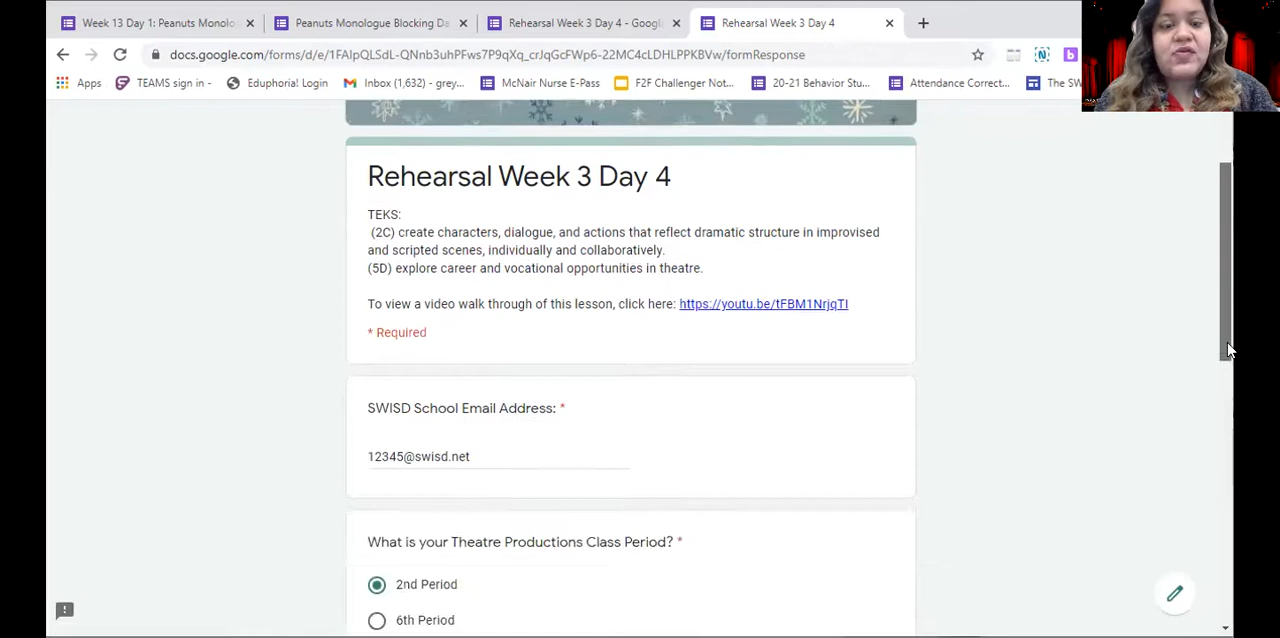 Week 13 Day 1: Peanuts Monolo
Peanuts Monologue Blocking Da
Rehearsal Week 3 Day 4 - Googl
Rehearsal Week 3 Day 4
docs.google.com/forms/d/e/1FAIpQLSdL-QNnb3uhPFws7P9qXq_crJqGcFWp6-22MC4cLDHLPPKBVw/formResponse
Apps
TEAMS sign in -
Eduphoria! Login
Inbox (1,632) - grey...
McNair Nurse E-Pass
F2F Challenger Not...
20-21 Behavior Stu...
Attendance Correct...
The SW
Rehearsal Week 3 Day 4
TEKS:
(2C) create characters, dialogue, and actions that reflect dramatic structure in improvised
and scripted scenes, individually and collaboratively.
(5D) explore career and vocational opportunities in theatre.
To view a video walk through of this lesson, click here: https://youtu.be/tFBM1NrjqTI
* Required
SWISD School Email Address: *
12345@swisd.net
What is your Theatre Productions Class Period? *
2nd Period
6th Period